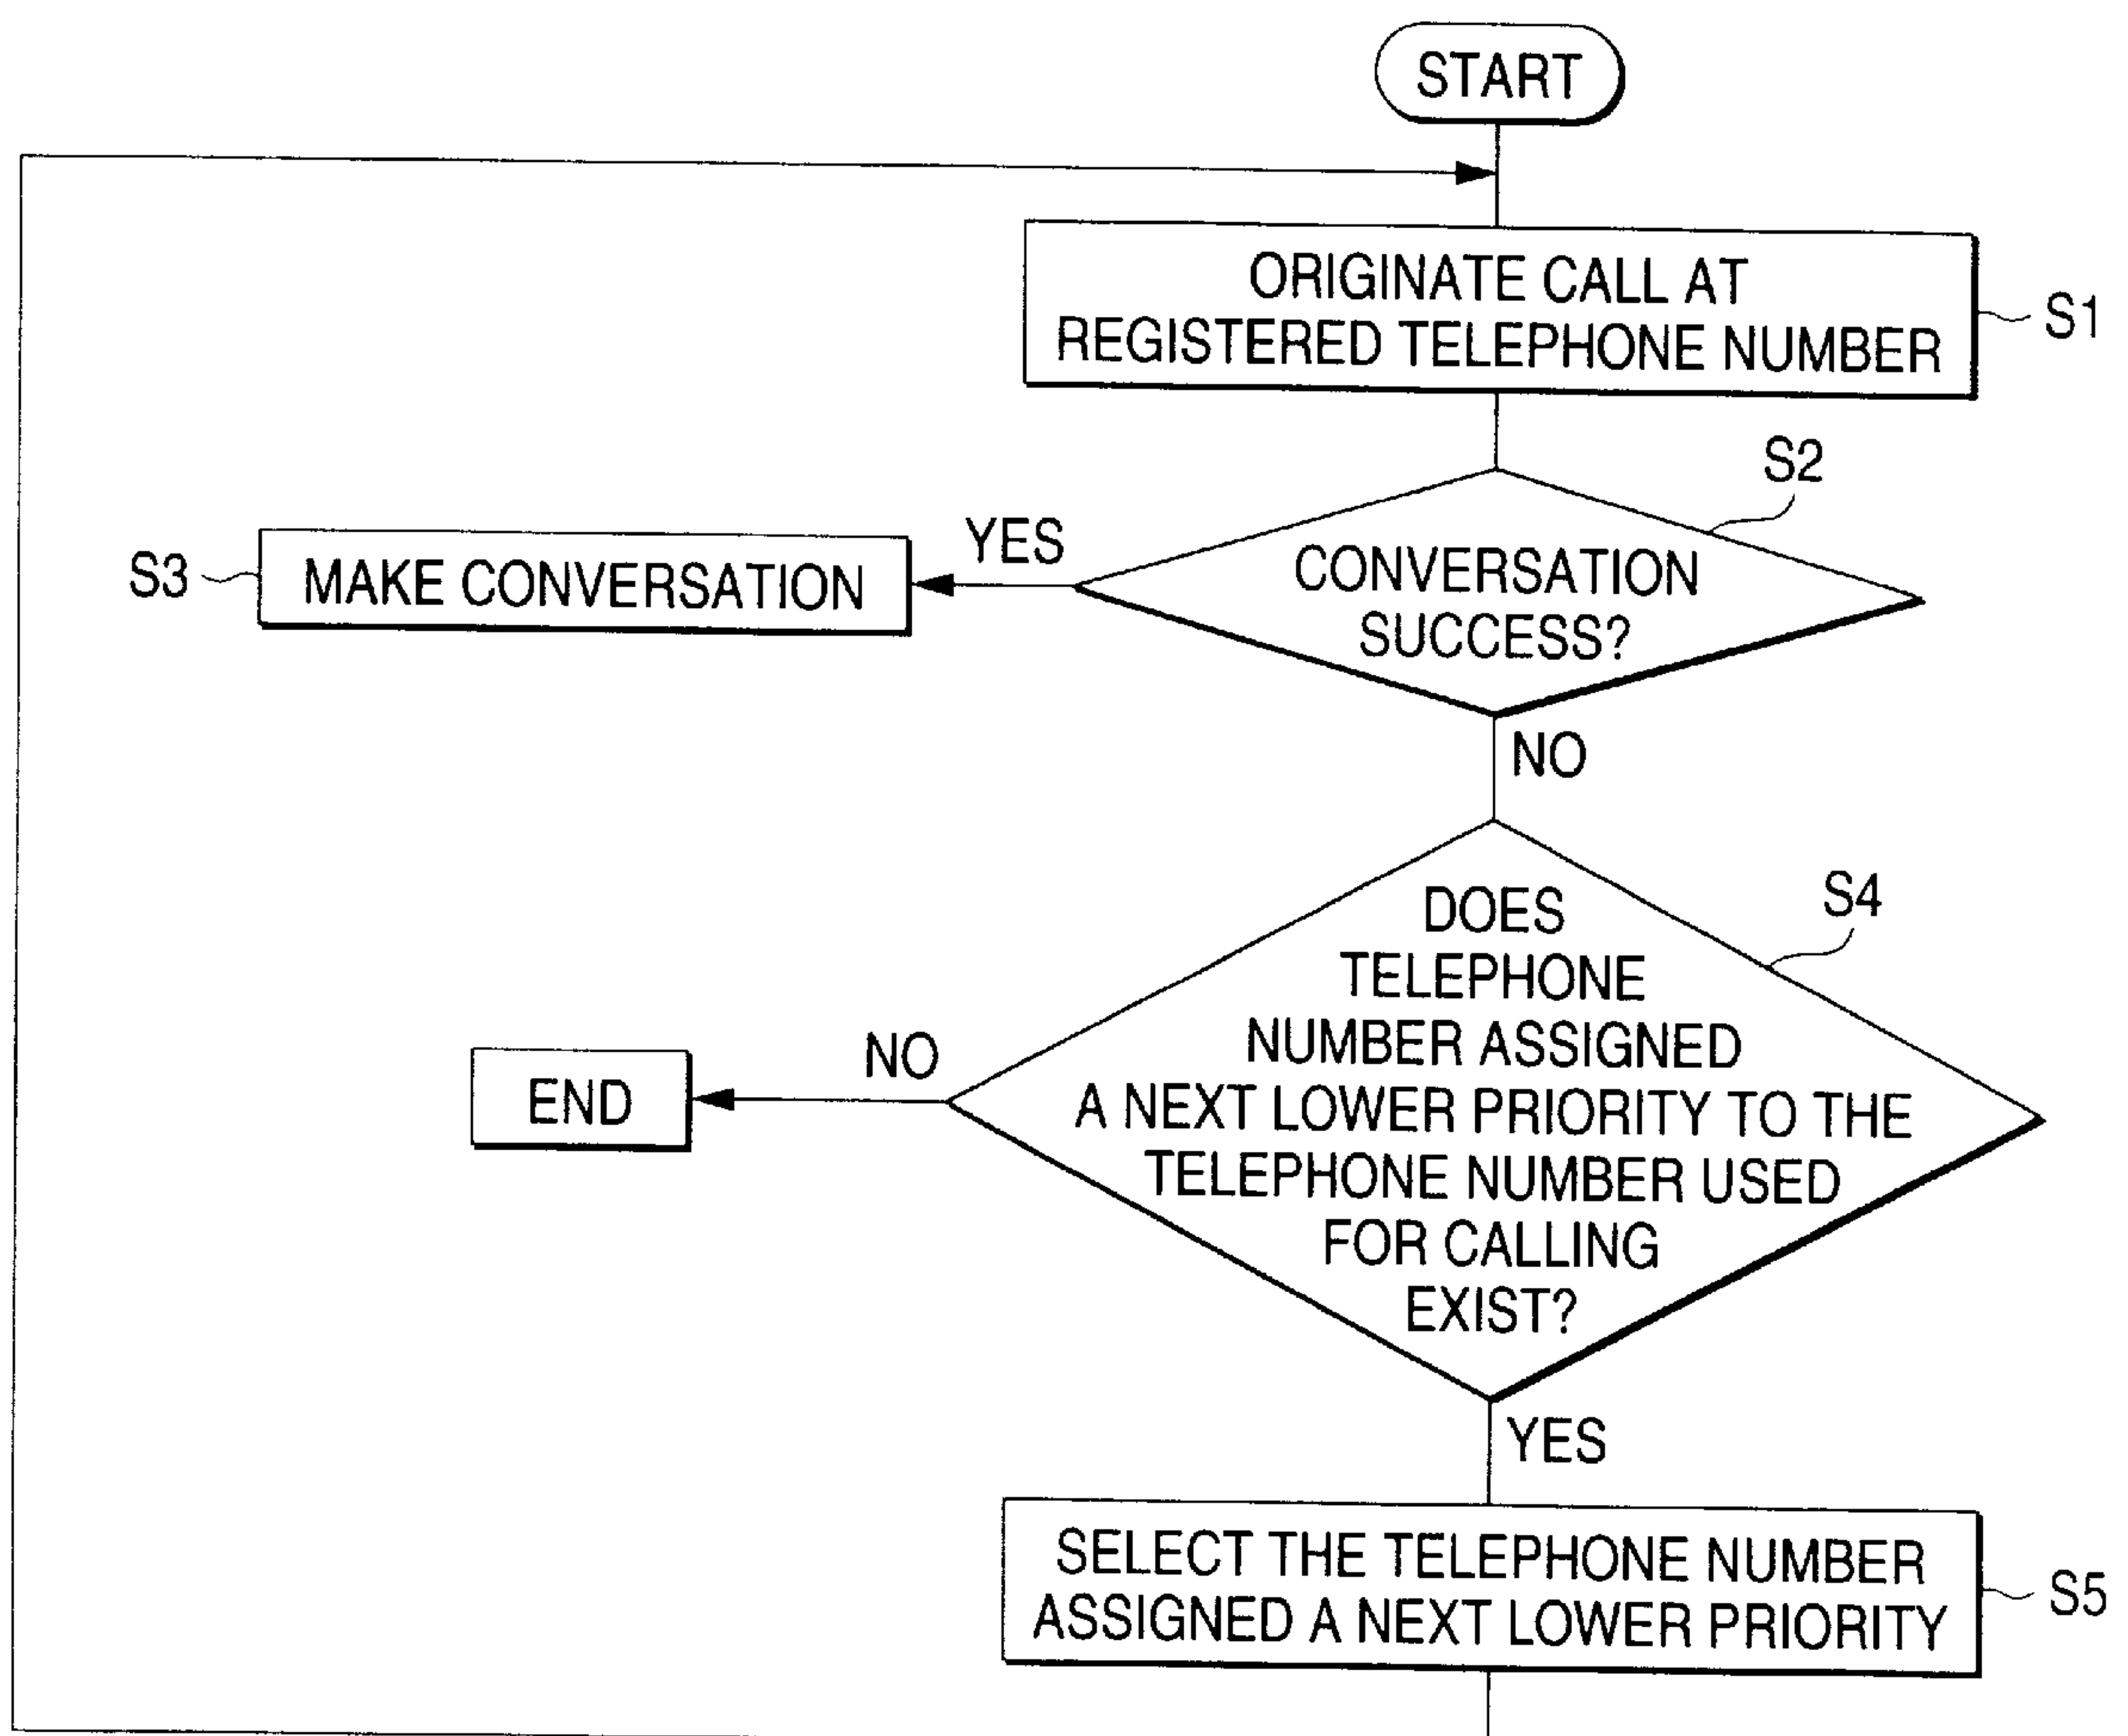 START
ORIGINATE CALL AT
REGISTERED TELEPHONE NUMBER
S1
S2
CONVERSATION
SUCCESS?
YES
S3
MAKE CONVERSATION
NO
S4
DOES
TELEPHONE
NUMBER ASSIGNED
A NEXT LOWER PRIORITY TO THE
TELEPHONE NUMBER USED
FOR CALLING
EXIST?
NO
END
YES
SELECT THE TELEPHONE NUMBER
ASSIGNED A NEXT LOWER PRIORITY
S5